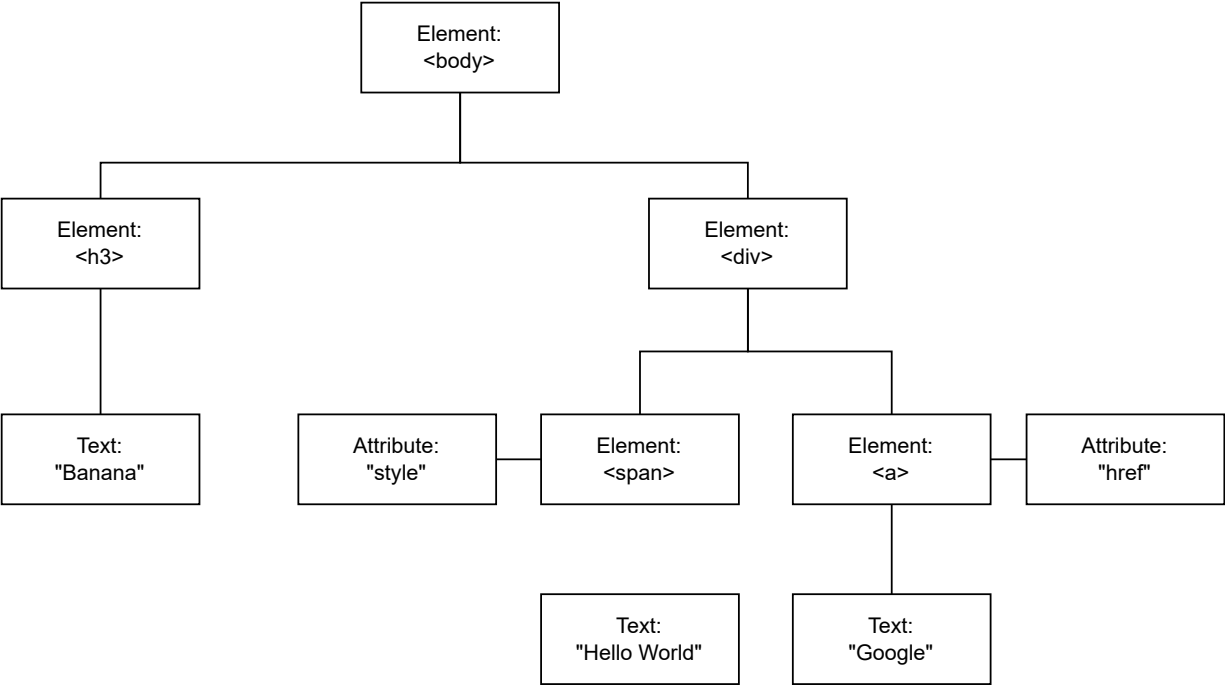 Element:
<body>
Element:
<h3>
Element:
<div>
Text:
"Banana"
Attribute:
"style"
Element:
<span>
Element:
<a>
Attribute:
"href"
Text:
"Hello World"
Text:
"Google"